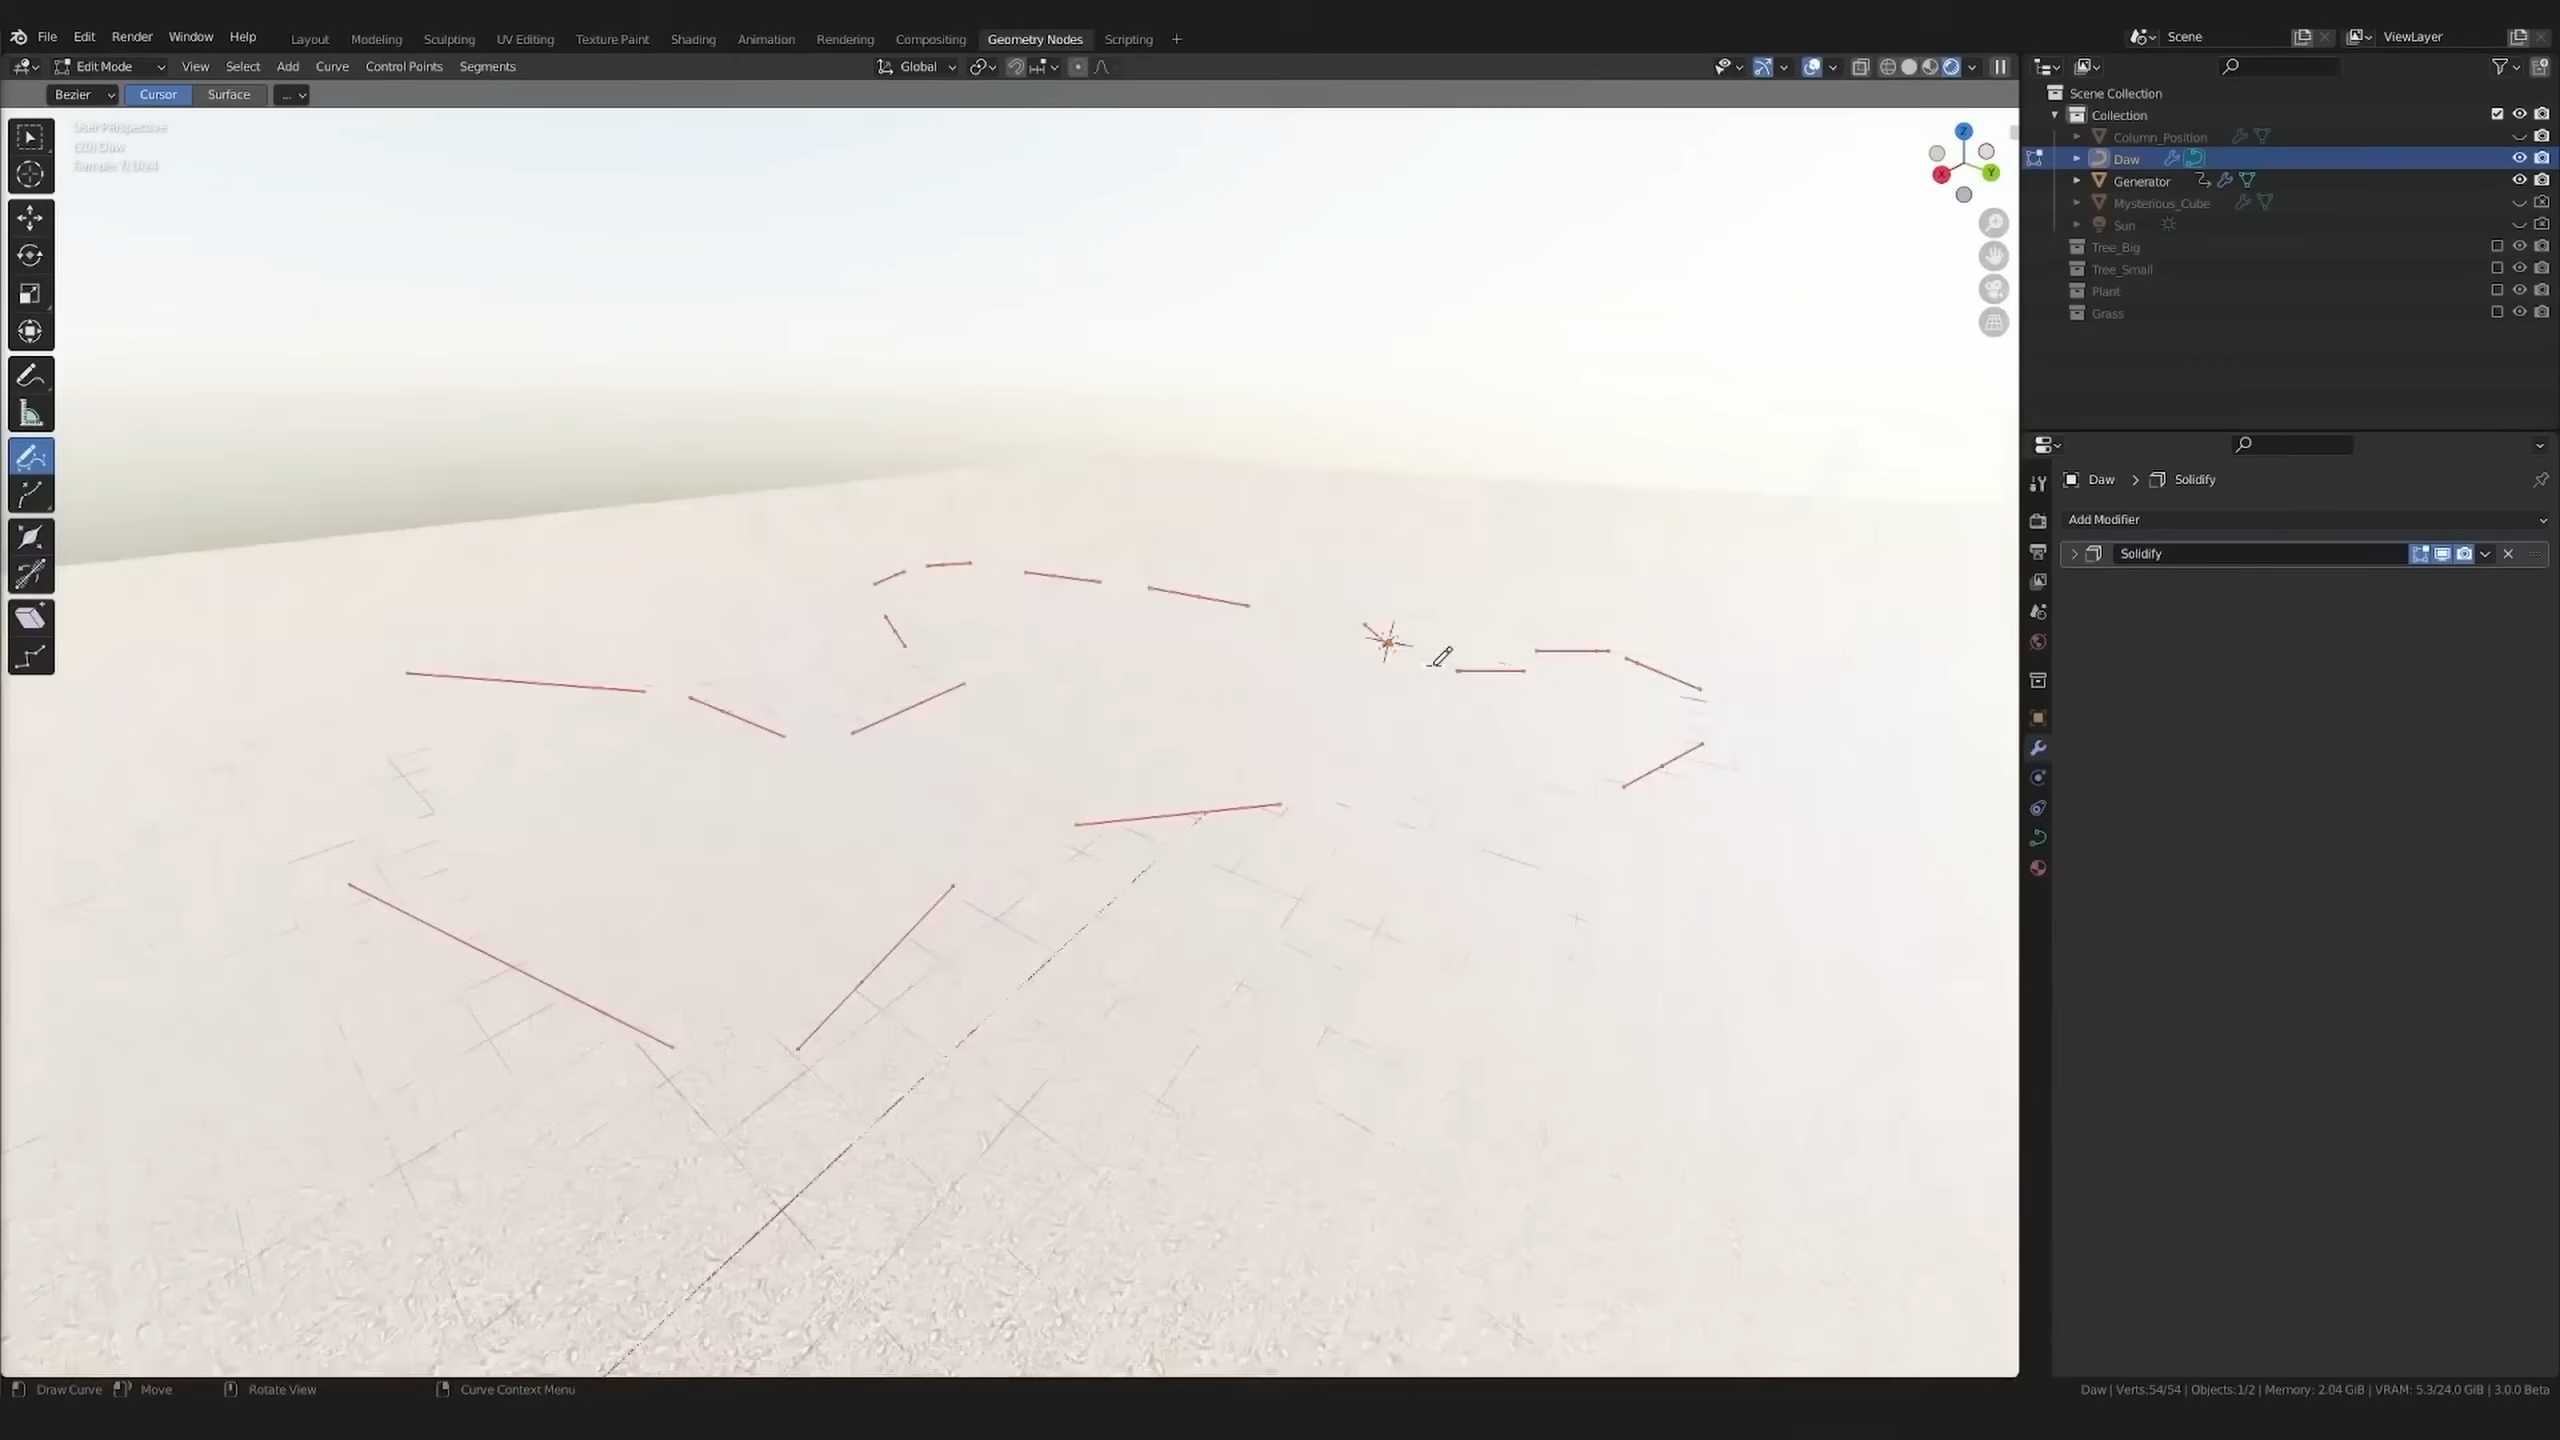 File Edit Render Window Help Layout Modeling Sculpting UV Editing Texture Paint Shading Animation Rendering Compositing Geometry Nodes Scripting + Scene ViewLayer
Edit Mode View Select Add Curve Control Points Segments Global
Bezier Cursor Surface ...
User Perspective
(20) Daw
Z
Y
X
Scene Collection
Collection
Column_Position
Daw
Generator
Mysterious_Cube
Sun
Tree_Big
Tree_Small
Plant
Grass
Daw > Solidify
Add Modifier
Solidify
Draw Curve Move Rotate View Curve Context Menu
Daw | Verts:54/54 | Objects:1/2 | Memory: 2.04 GiB | VRAM: 5.3/24.0 GiB | 3.0.0 Beta